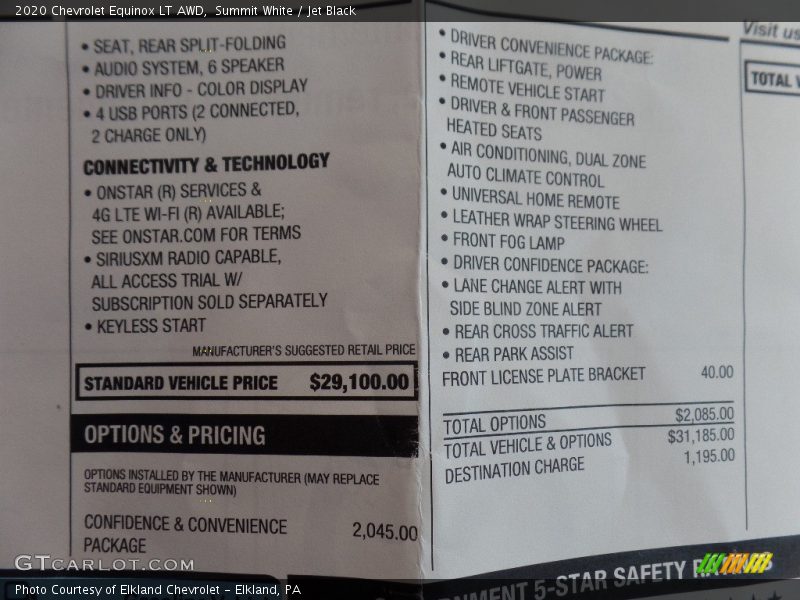 2020 Chevrolet Equinox LT AWD, Summit White / Jet Black
• SEAT, REAR SPLIT-FOLDING
• AUDIO SYSTEM, 6 SPEAKER
• DRIVER INFO - COLOR DISPLAY
• 4 USB PORTS (2 CONNECTED,
2 CHARGE ONLY)
CONNECTIVITY & TECHNOLOGY
• ONSTAR (R) SERVICES &
4G LTE WI-FI (R) AVAILABLE;
SEE ONSTAR.COM FOR TERMS
• SIRIUSXM RADIO CAPABLE,
ALL ACCESS TRIAL W/
SUBSCRIPTION SOLD SEPARATELY
• KEYLESS START
MANUFACTURER'S SUGGESTED RETAIL PRICE
STANDARD VEHICLE PRICE $29,100.00
OPTIONS & PRICING
OPTIONS INSTALLED BY THE MANUFACTURER (MAY REPLACE
STANDARD EQUIPMENT SHOWN)
CONFIDENCE & CONVENIENCE 2,045.00
PACKAGE
• DRIVER CONVENIENCE PACKAGE:
• REAR LIFTGATE, POWER
• REMOTE VEHICLE START
• DRIVER & FRONT PASSENGER
HEATED SEATS
• AIR CONDITIONING, DUAL ZONE
AUTO CLIMATE CONTROL
• UNIVERSAL HOME REMOTE
• LEATHER WRAP STEERING WHEEL
• FRONT FOG LAMP
• DRIVER CONFIDENCE PACKAGE:
• LANE CHANGE ALERT WITH
SIDE BLIND ZONE ALERT
• REAR CROSS TRAFFIC ALERT
• REAR PARK ASSIST
FRONT LICENSE PLATE BRACKET 40.00
TOTAL OPTIONS $2,085.00
TOTAL VEHICLE & OPTIONS $31,185.00
DESTINATION CHARGE 1,195.00
Visit us
TOTAL
5-STAR SAFETY
GTCARLOT.COM
Photo Courtesy of Elkland Chevrolet - Elkland, PA